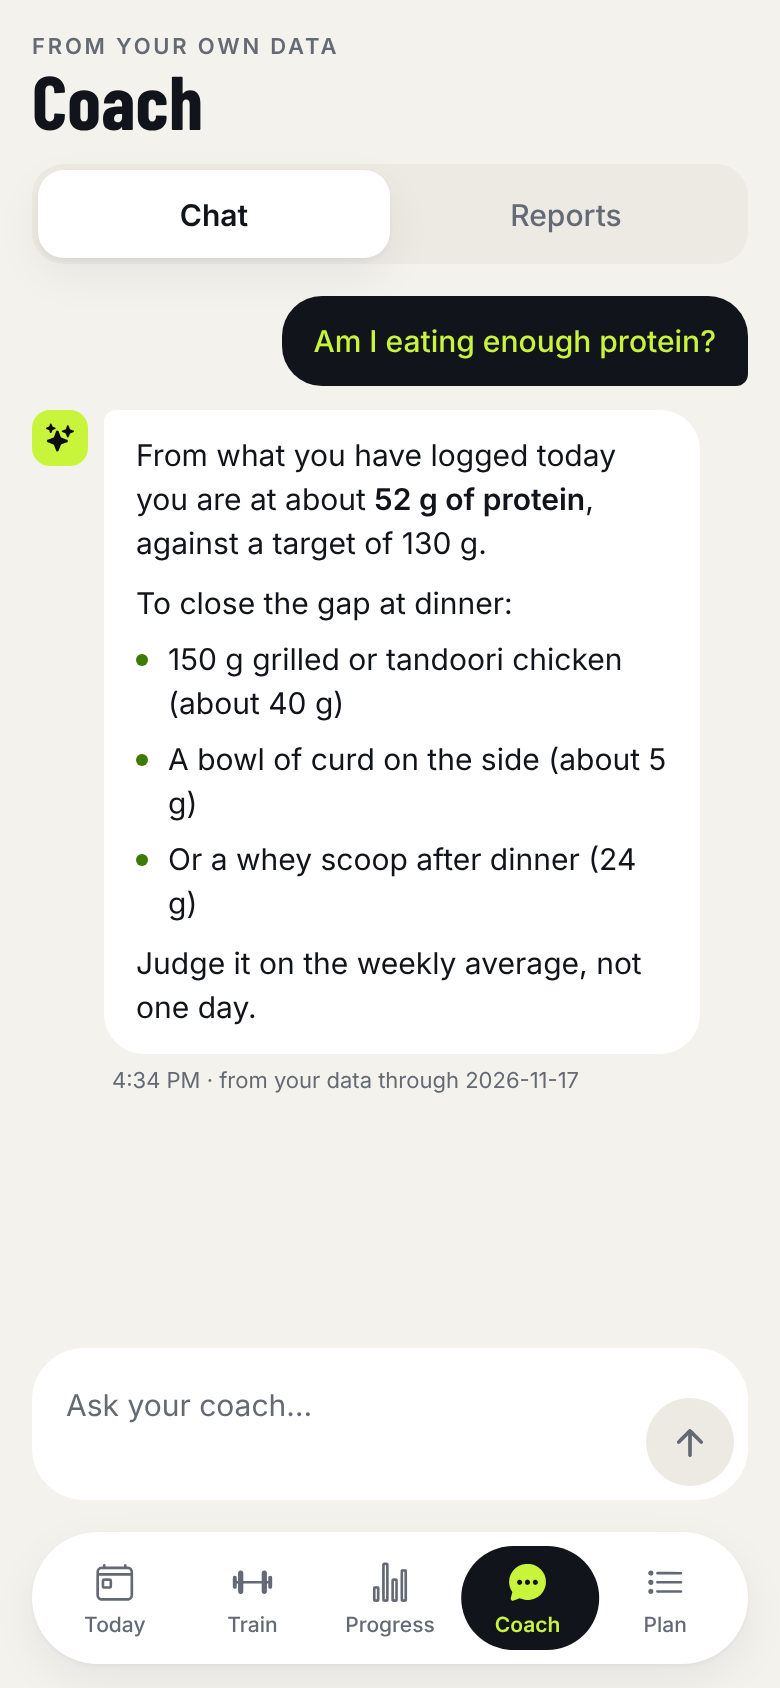 FROM YOUR OWN DATA
Coach
Chat
Reports
Am I eating enough protein?
From what you have logged today
you are at about 52 g of protein,
against a target of 130 g.
To close the gap at dinner:
150 g grilled or tandoori chicken
(about 40 g)
A bowl of curd on the side (about 5
g)
Or a whey scoop after dinner (24
g)
Judge it on the weekly average, not
one day.
4:34 PM · from your data through 2026-11-17
Ask your coach...
Today
Train
Progress
Coach
Plan